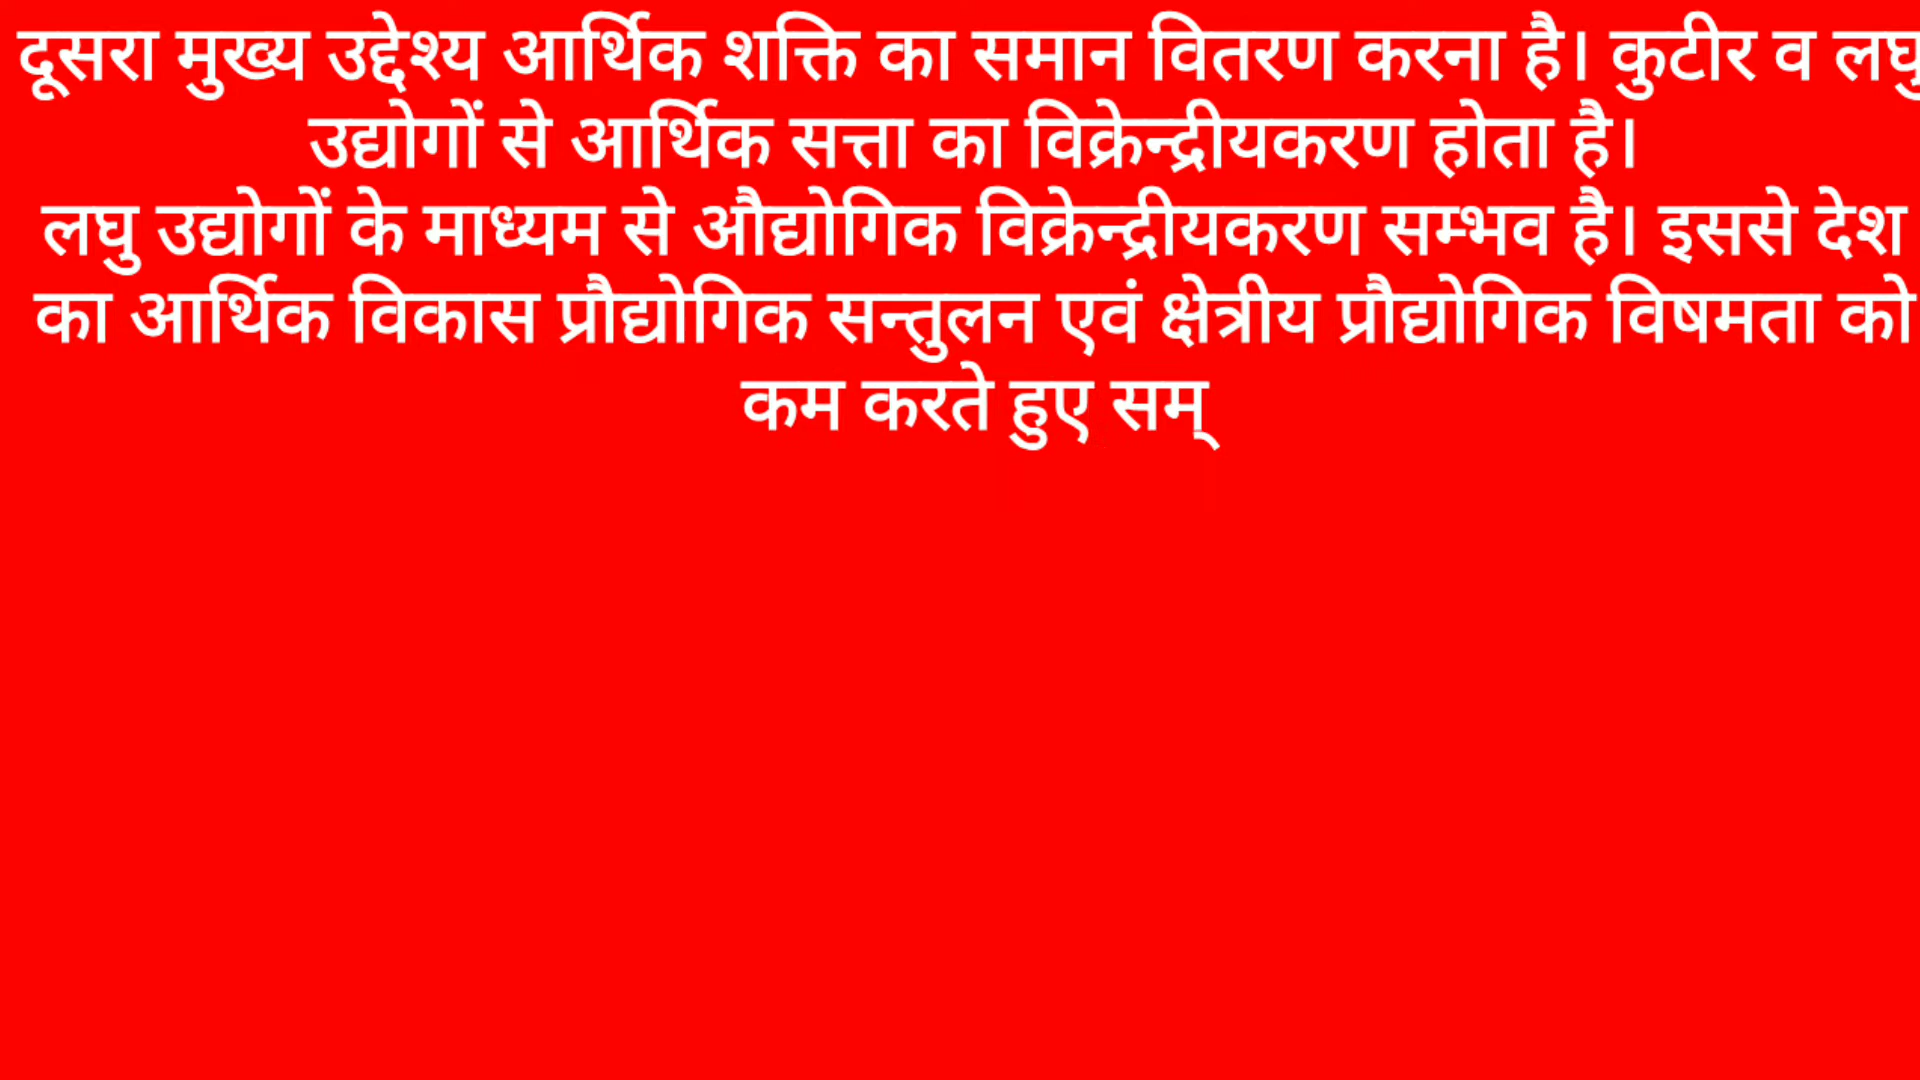 दूसरा मुख्य उद्देश्य आर्थिक शक्ति का समान वितरण करना है। कुटीर व लघु
उद्योगों से आर्थिक सत्ता का विक्रेन्द्रीयकरण होता है।
लघु उद्योगों के माध्यम से औद्योगिक विक्रेन्द्रीयकरण सम्भव है। इससे देश
का आर्थिक विकास प्रौद्योगिक सन्तुलन एवं क्षेत्रीय प्रौद्योगिक विषमता को
कम करते हुए सम्